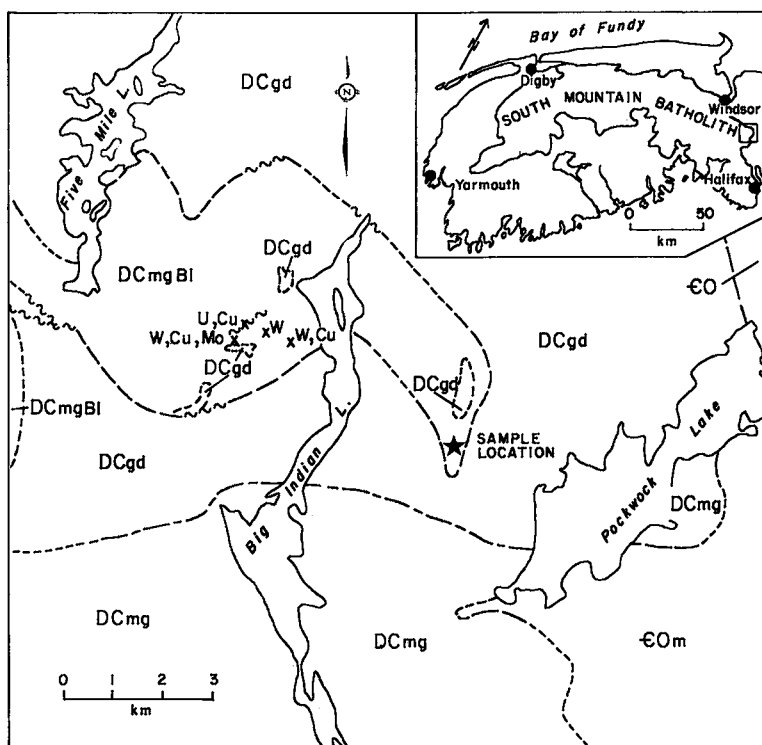 DCgd
N
Five Mile L.
DCmgBl
DCgd
U,Cu
W
W,Cu,Mo
W,Cu
DCgd
DCmgBl
DCgd
DCgd
SAMPLE
LOCATION
DCgd
Big Indian L.
Pockwock Lake
DCmg
DCmg
DCmg
€O
€Om
0 1 2 3
km
N
Bay of Fundy
Digby
SOUTH MOUNTAIN BATHOLITH
Windsor
Yarmouth
Halifax
0 50
km